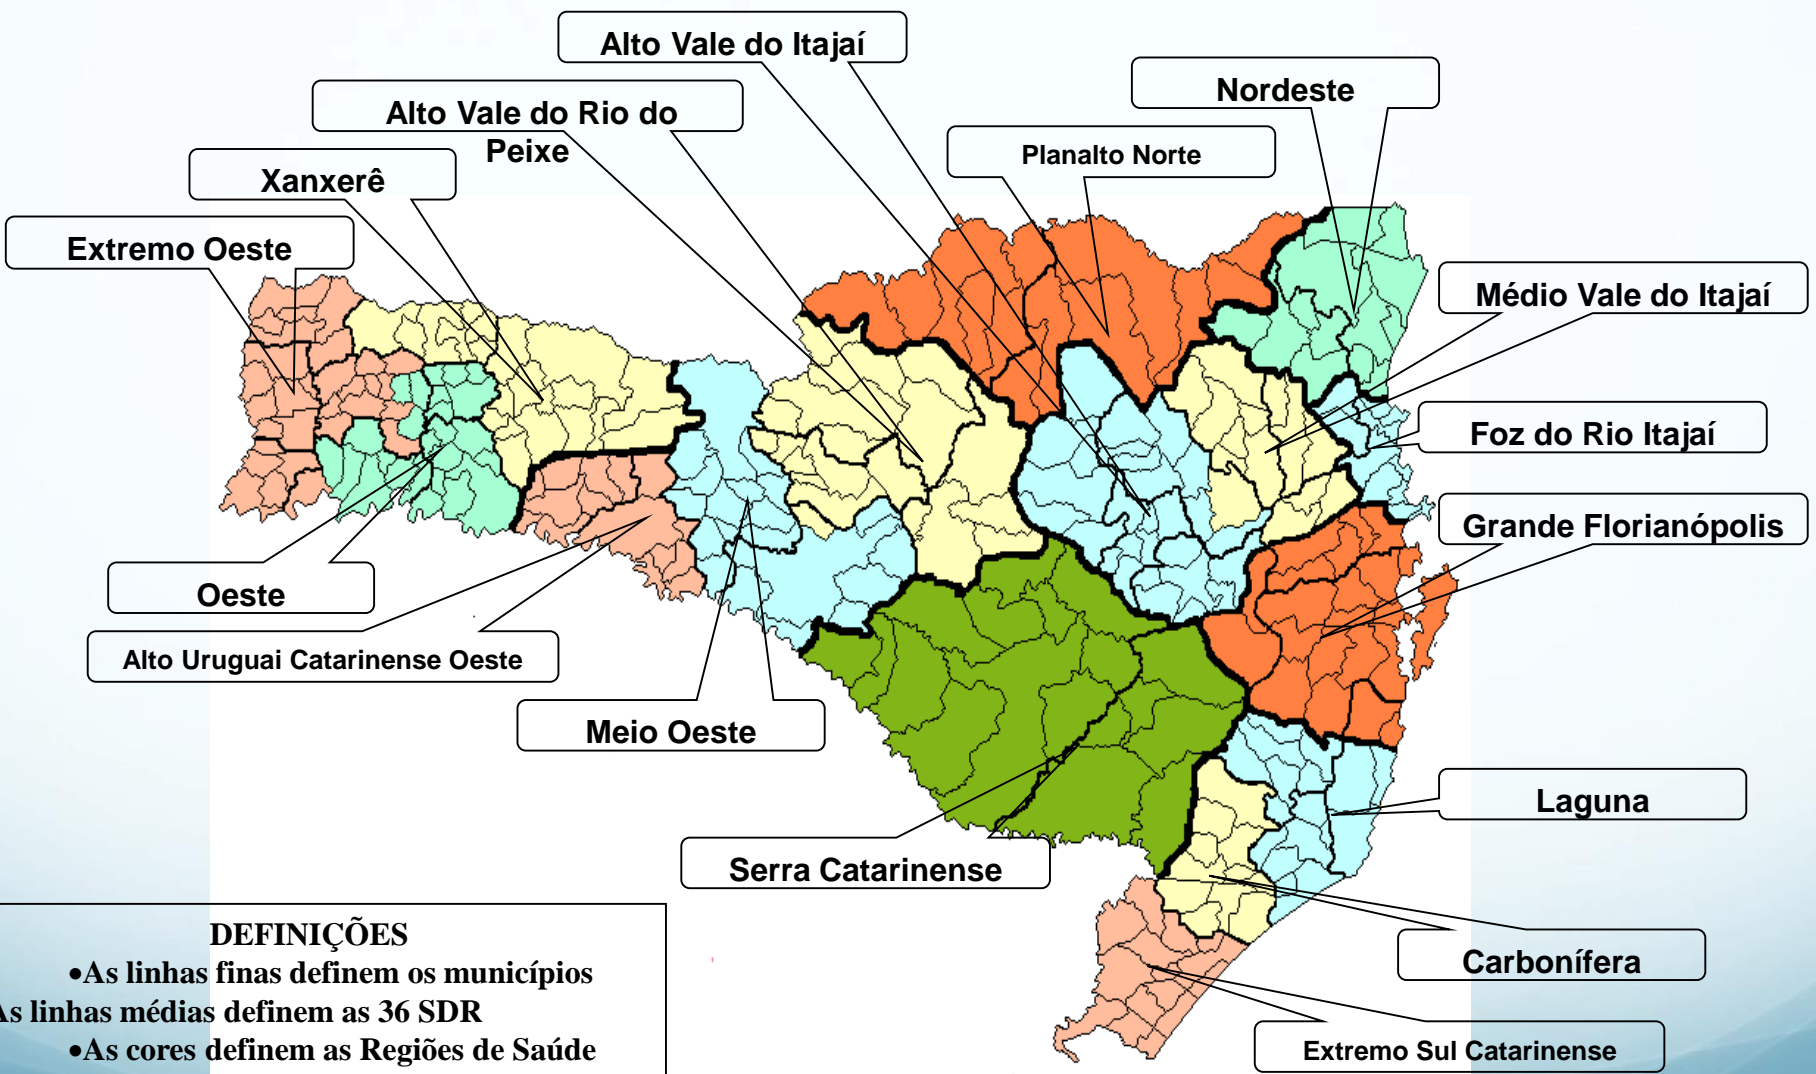 Alto Vale do Itajaí
Nordeste
Alto Vale do Rio do
Peixe
Planalto Norte
Xanxerê
Extremo Oeste
Médio Vale do Itajaí
Foz do Rio Itajaí
Grande Florianópolis
Oeste
Alto Uruguai Catarinense Oeste
Meio Oeste
Laguna
Serra Catarinense
Carbonífera
Extremo Sul Catarinense
DEFINIÇÕES
•As linhas finas definem os municípios
As linhas médias definem as 36 SDR
•As cores definem as Regiões de Saúde